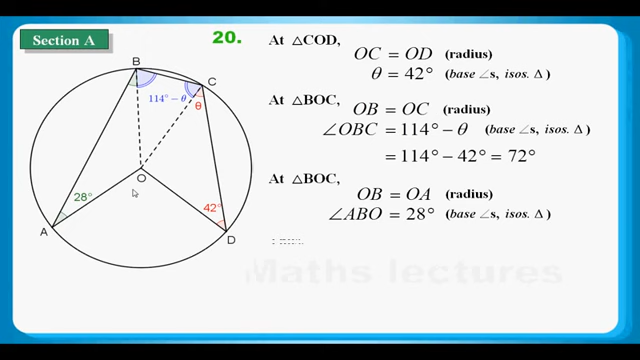 Section A
20.
At △COD,
OC = OD (radius)
θ = 42° (base ∠s, isos. Δ)
At △BOC,
OB = OC (radius)
∠OBC = 114° − θ (base ∠s, isos. Δ)
= 114° − 42° = 72°
At △BOC,
OB = OA (radius)
∠ABO = 28° (base ∠s, isos. Δ)
B
C
114° − θ
θ
O
28°
42°
A
D
Maths lectures